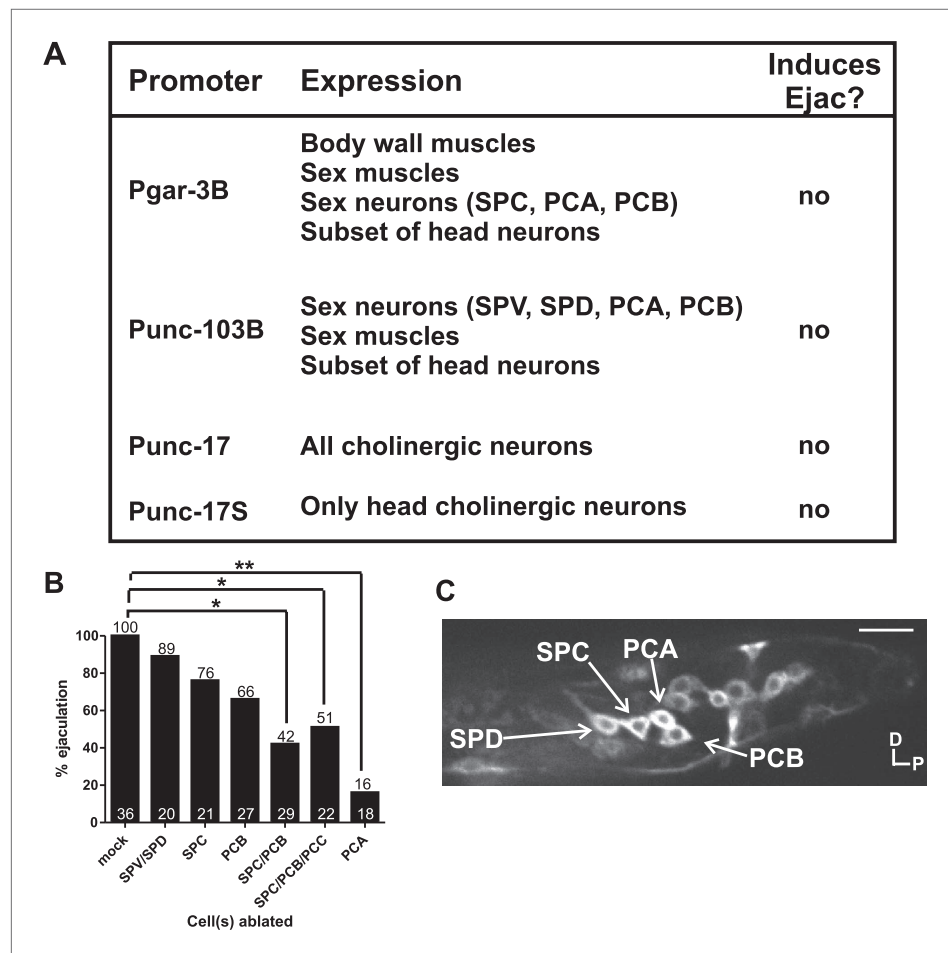 A
Promoter Expression Induces Ejac?
Pgar-3B
Body wall muscles
Sex muscles
Sex neurons (SPC, PCA, PCB)
Subset of head neurons
no
Punc-103B
Sex neurons (SPV, SPD, PCA, PCB)
Sex muscles
Subset of head neurons
no
Punc-17 All cholinergic neurons no
Punc-17S Only head cholinergic neurons no
B
**
*
*
% ejaculation
100
80
60
40
20
0
100 89 76 66 42 51 16
36 20 21 27 29 22 18
mock SPV/SPD SPC PCB SPC/PCB SPC/PCB/PCC PCA
Cell(s) ablated
C
SPC PCA
SPD
PCB
D
P